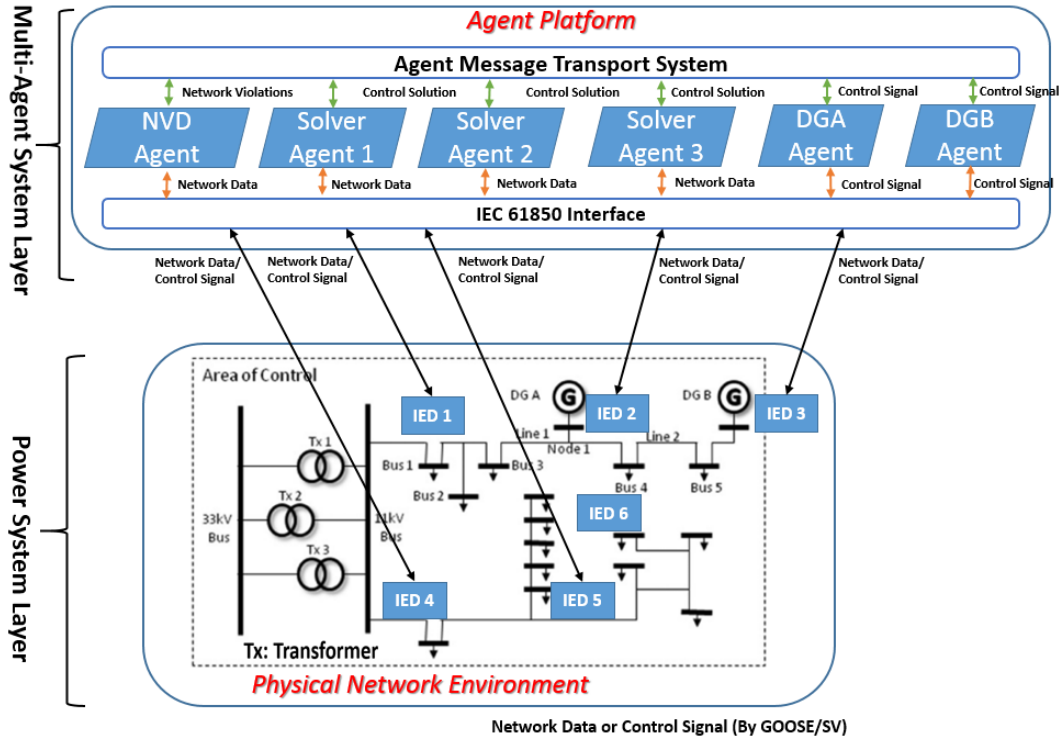 Multi-Agent System Layer
Agent Platform
Agent Message Transport System
Network Violations
Control Solution
Control Solution
Control Solution
Control Signal
Control Signal
NVD
Agent
Solver
Agent 1
Solver
Agent 2
Solver
Agent 3
DGA
Agent
DGB
Agent
Network Data
Network Data
Network Data
Network Data
Control Signal
Control Signal
IEC 61850 Interface
Network Data/
Control Signal
Network Data/
Control Signal
Network Data/
Control Signal
Network Data/
Control Signal
Network Data/
Control Signal
Power System Layer
Area of Control
DG A
G
DG B
G
IED 1
IED 2
IED 3
Line 1
Node 1
Line 2
Tx 1
Bus 1
Bus 2
Bus 3
Bus 4
Bus 5
Tx 2
33kV
Bus
11kV
Bus
Tx 3
IED 6
IED 4
IED 5
Tx: Transformer
Physical Network Environment
Network Data or Control Signal (By GOOSE/SV)